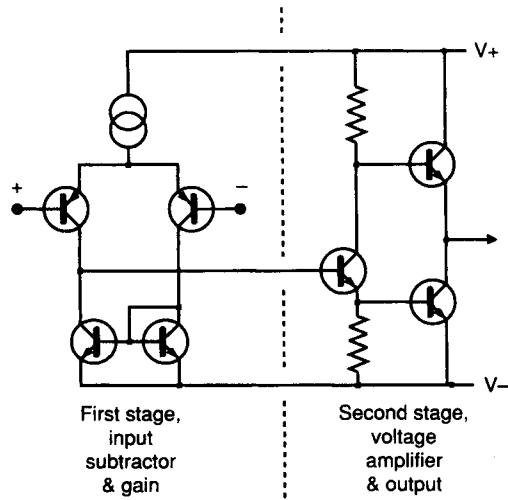 V+
+
−
V−
First stage,
input
subtractor
& gain
Second stage,
voltage
amplifier
& output